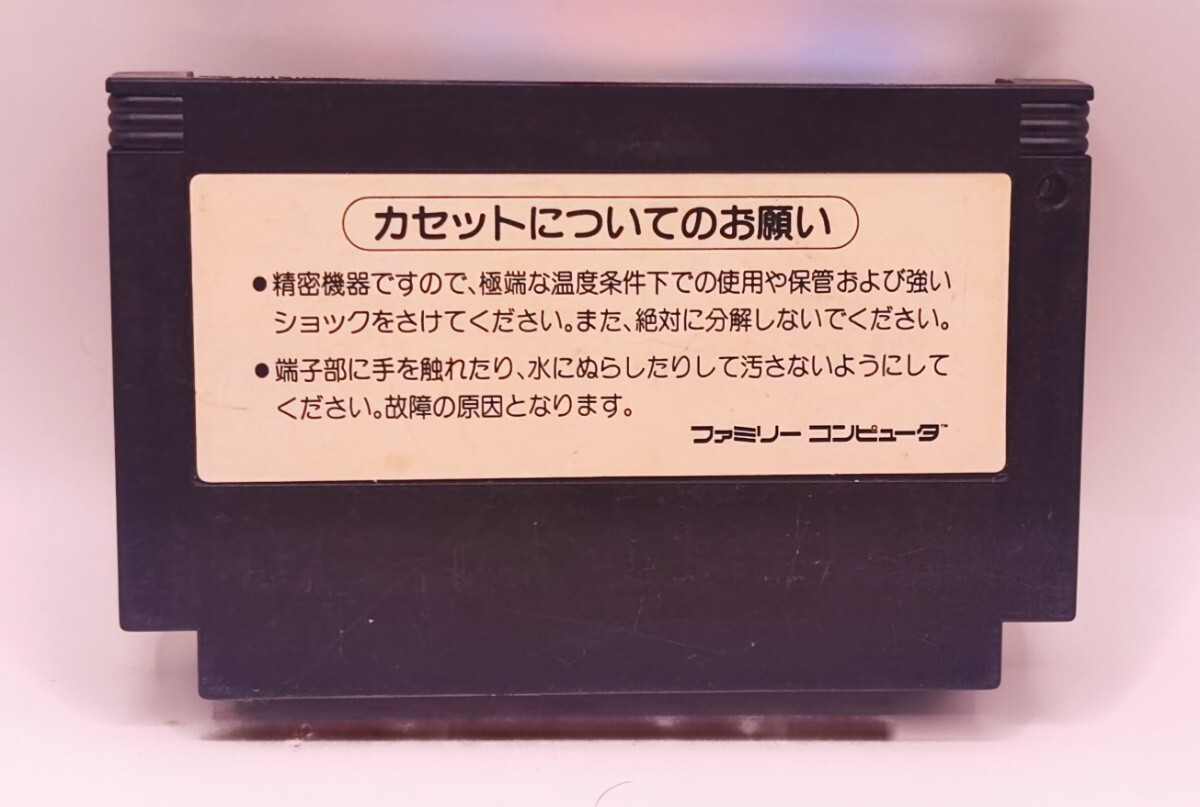 カセットについてのお願い
●精密機器ですので、極端な温度条件下での使用や保管および強い
ショックをさけてください。また、絶対に分解しないでください。
●端子部に手を触れたり、水にぬらしたりして汚さないようにして
ください。故障の原因となります。
ファミリー コンピュータ™